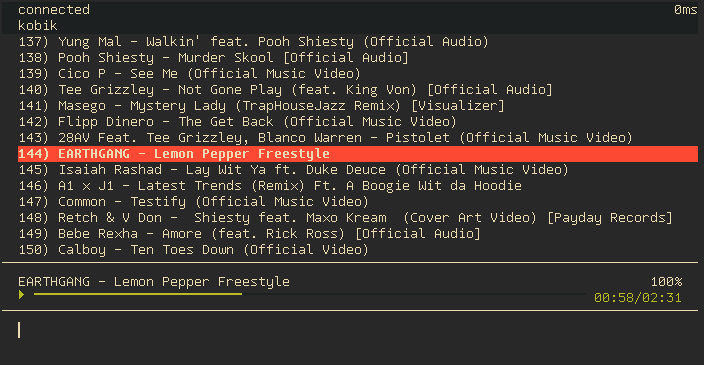 connected 0ms
kobik
137) Yung Mal - Walkin' feat. Pooh Shiesty (Official Audio)
138) Pooh Shiesty - Murder Skool [Official Audio]
139) Cico P - See Me (Official Music Video)
140) Tee Grizzley - Not Gone Play (feat. King Von) [Official Audio]
141) Masego - Mystery Lady (TrapHouseJazz Remix) [Visualizer]
142) Flipp Dinero - The Get Back (Official Music Video)
143) 28AV Feat. Tee Grizzley, Blanco Warren - Pistolet (Official Music Video)
144) EARTHGANG - Lemon Pepper Freestyle
145) Isaiah Rashad - Lay Wit Ya ft. Duke Deuce (Official Music Video)
146) A1 x J1 - Latest Trends (Remix) Ft. A Boogie Wit da Hoodie
147) Common - Testify (Official Music Video)
148) Retch & V Don -  Shiesty feat. Maxo Kream  (Cover Art Video) [Payday Records]
149) Bebe Rexha - Amore (feat. Rick Ross) [Official Audio]
150) Calboy - Ten Toes Down (Official Video)
EARTHGANG - Lemon Pepper Freestyle 100%
00:58/02:31